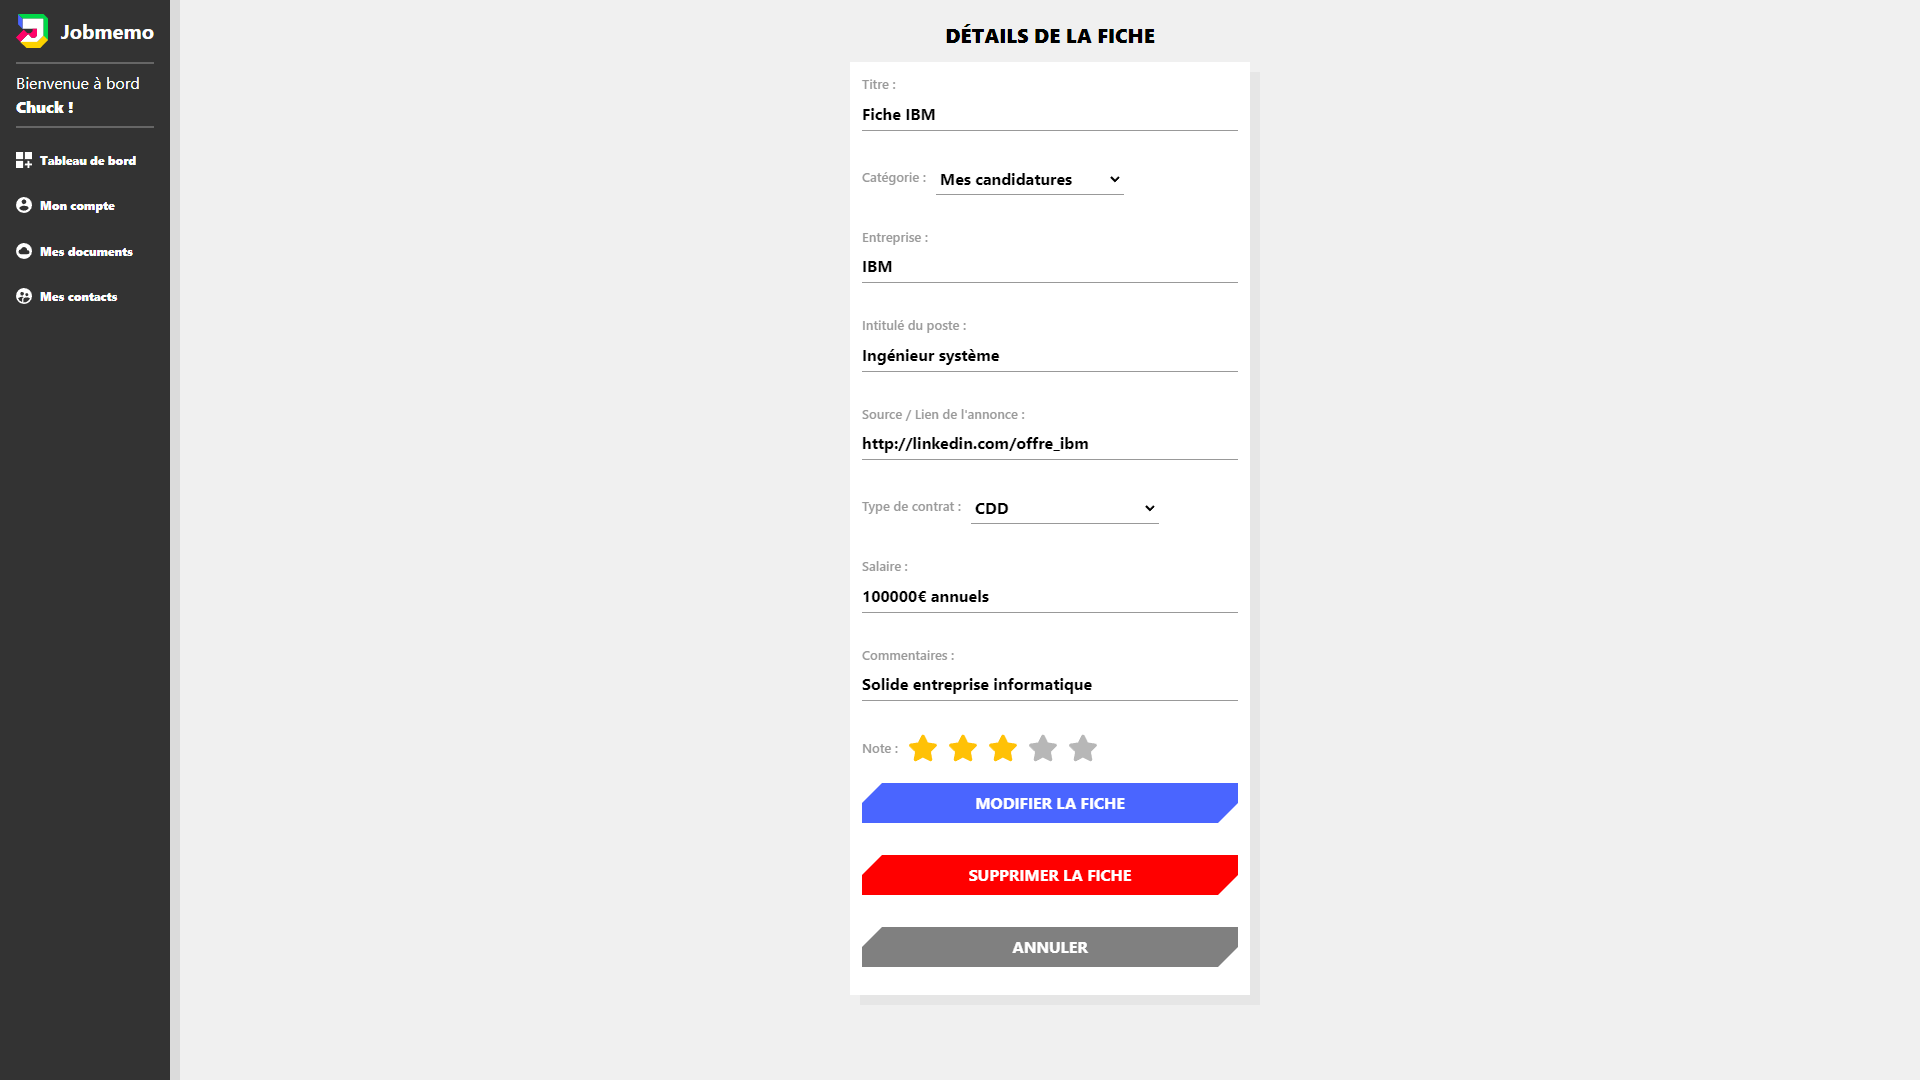 Jobmemo
Bienvenue à bord
Chuck !
Tableau de bord
Mon compte
Mes documents
Mes contacts
DÉTAILS DE LA FICHE
Titre :
Fiche IBM
Catégorie : Mes candidatures
Entreprise :
IBM
Intitulé du poste :
Ingénieur système
Source / Lien de l'annonce :
http://linkedin.com/offre_ibm
Type de contrat : CDD
Salaire :
100000€ annuels
Commentaires :
Solide entreprise informatique
Note :
MODIFIER LA FICHE
SUPPRIMER LA FICHE
ANNULER